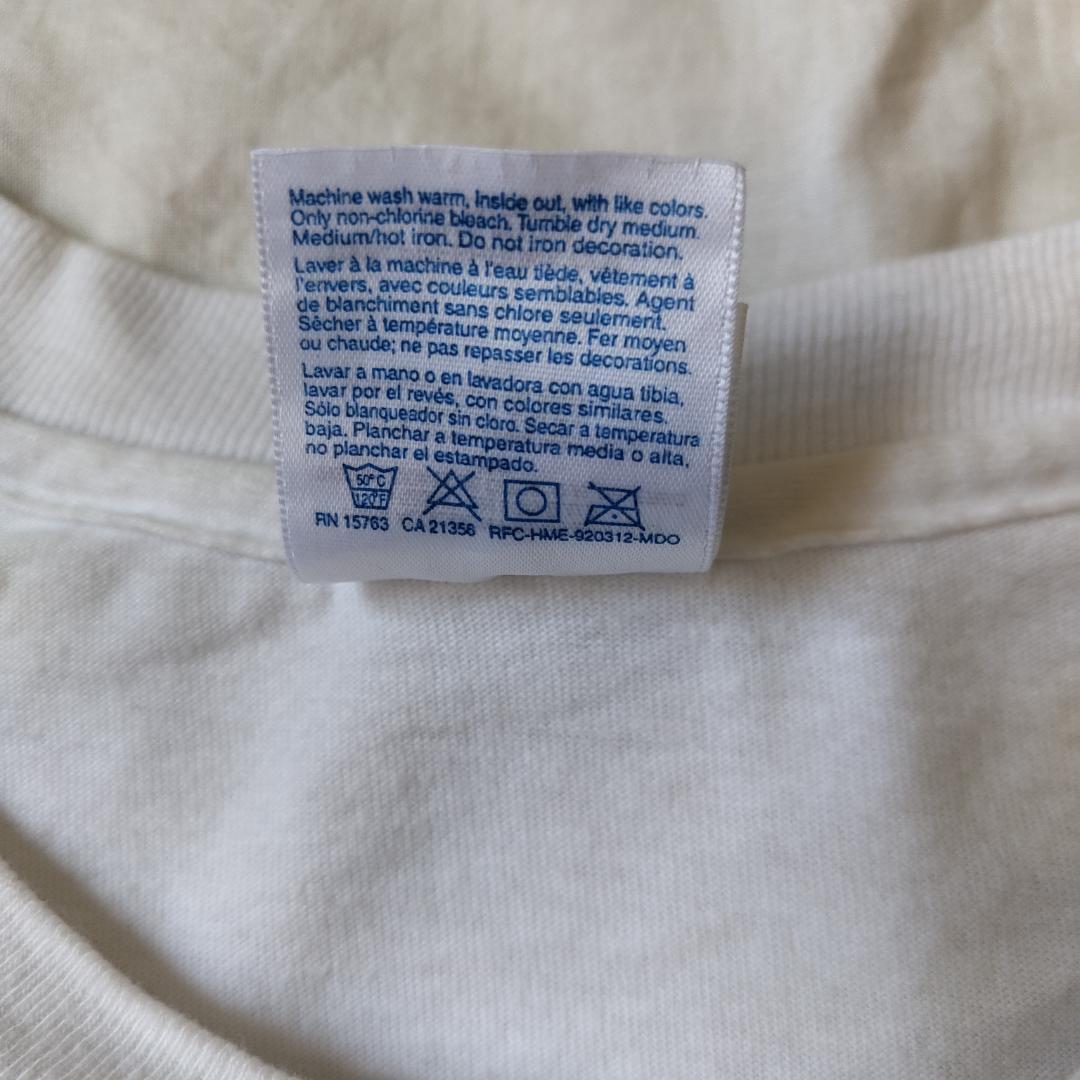 Machine wash warm, inside out, with like colors.
Only non-chlorine bleach. Tumble dry medium.
Medium/hot iron. Do not iron decoration.
Laver à la machine à l'eau tiède, vêtement à
l'envers, avec couleurs semblables. Agent
de blanchiment sans chlore seulement.
Sècher à température moyenne. Fer moyen
ou chaude; ne pas repasser les decorations.
Lavar a mano o en lavadora con agua tibia,
lavar por el revés, con colores similares.
Sólo blanqueador sin cloro. Secar a temperatura
baja. Planchar a temperatura media o alta,
no planchar el estampado.
50°C
120°F
RN 15763 CA 21356 RFC-HME-920312-MDO